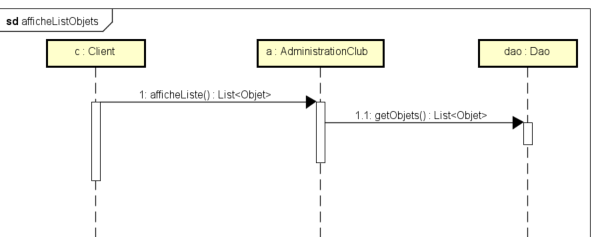 sd afficheListObjets
c : Client
a : AdministrationClub
dao : Dao
1: afficheListe() : List<Objet>
1.1: getObjets() : List<Objet>